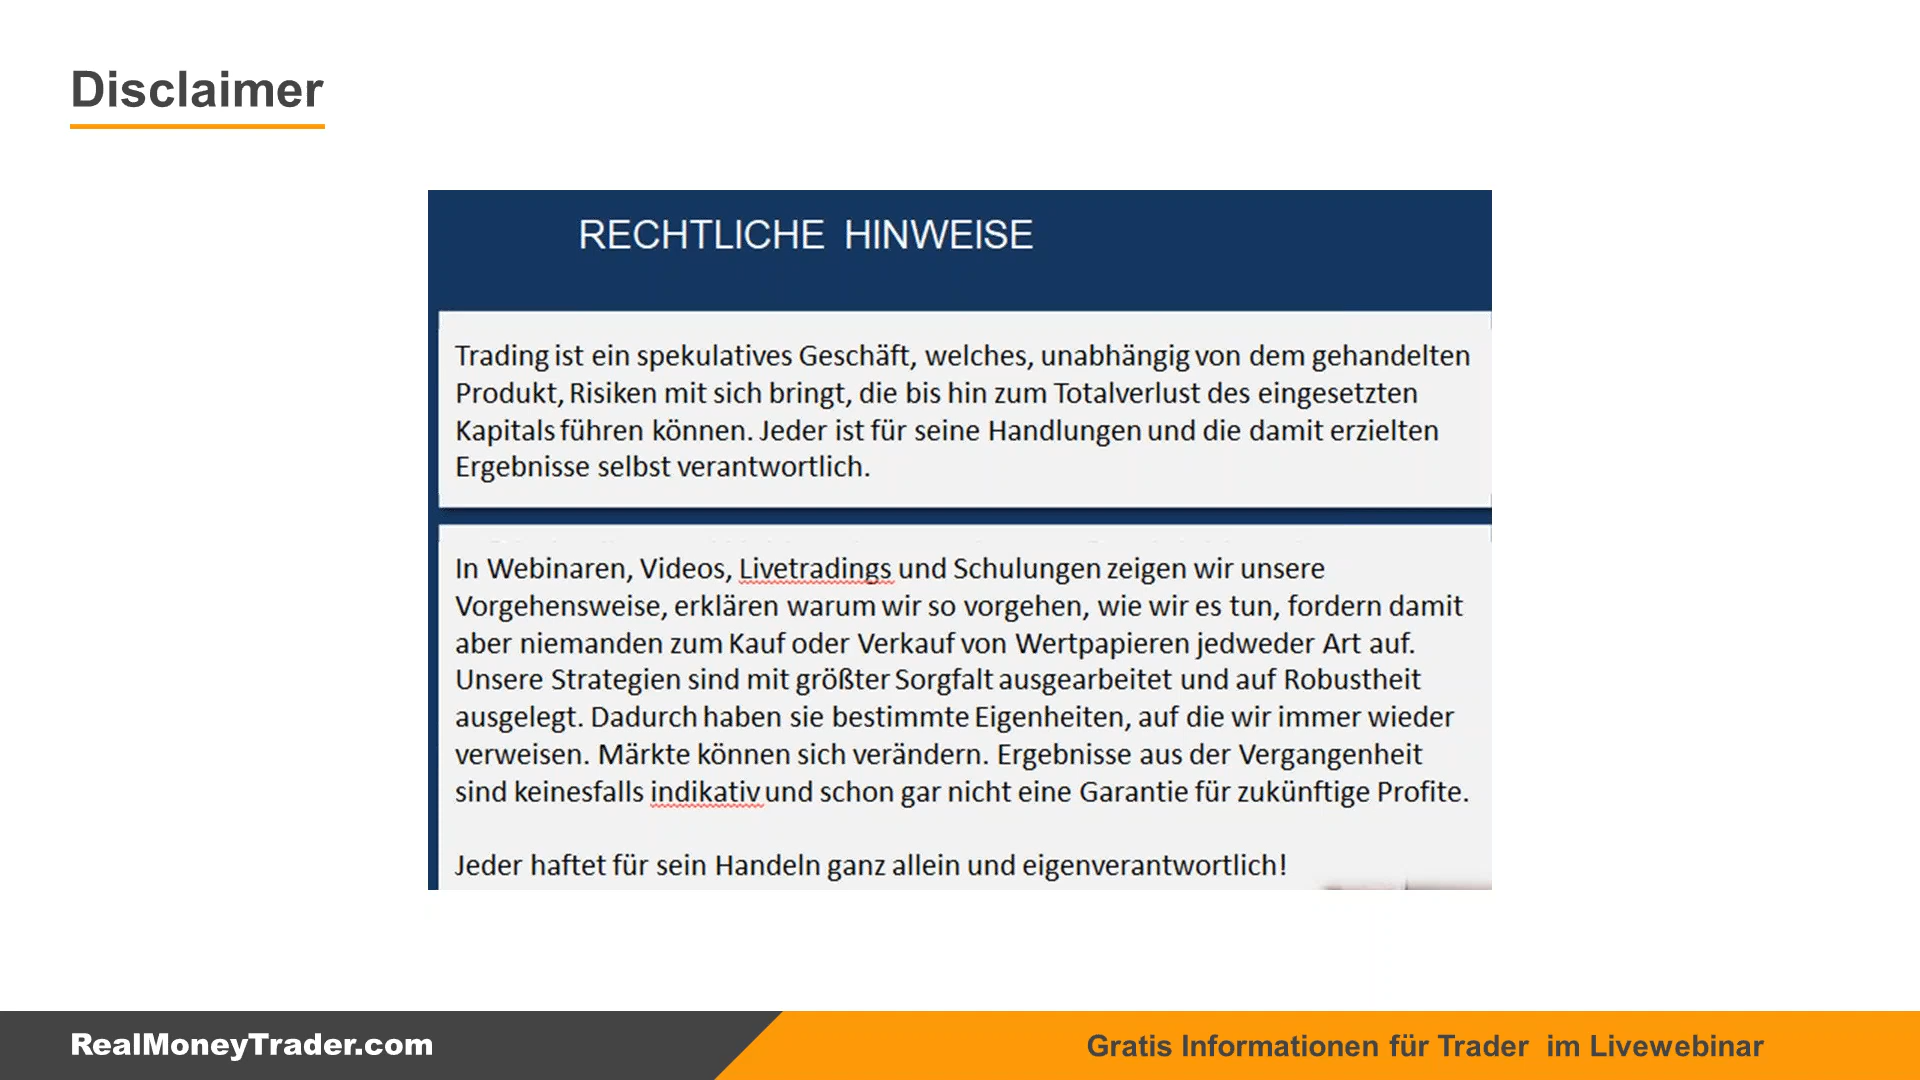 Disclaimer
RECHTLICHE HINWEISE
Trading ist ein spekulatives Geschäft, welches, unabhängig von dem gehandelten
Produkt, Risiken mit sich bringt, die bis hin zum Totalverlust des eingesetzten
Kapitals führen können. Jeder ist für seine Handlungen und die damit erzielten
Ergebnisse selbst verantwortlich.
In Webinaren, Videos, Livetradings und Schulungen zeigen wir unsere
Vorgehensweise, erklären warum wir so vorgehen, wie wir es tun, fordern damit
aber niemanden zum Kauf oder Verkauf von Wertpapieren jedweder Art auf.
Unsere Strategien sind mit größter Sorgfalt ausgearbeitet und auf Robustheit
ausgelegt. Dadurch haben sie bestimmte Eigenheiten, auf die wir immer wieder
verweisen. Märkte können sich verändern. Ergebnisse aus der Vergangenheit
sind keinesfalls indikativ und schon gar nicht eine Garantie für zukünftige Profite.
Jeder haftet für sein Handeln ganz allein und eigenverantwortlich!
RealMoneyTrader.com
Gratis Informationen für Trader im Livewebinar